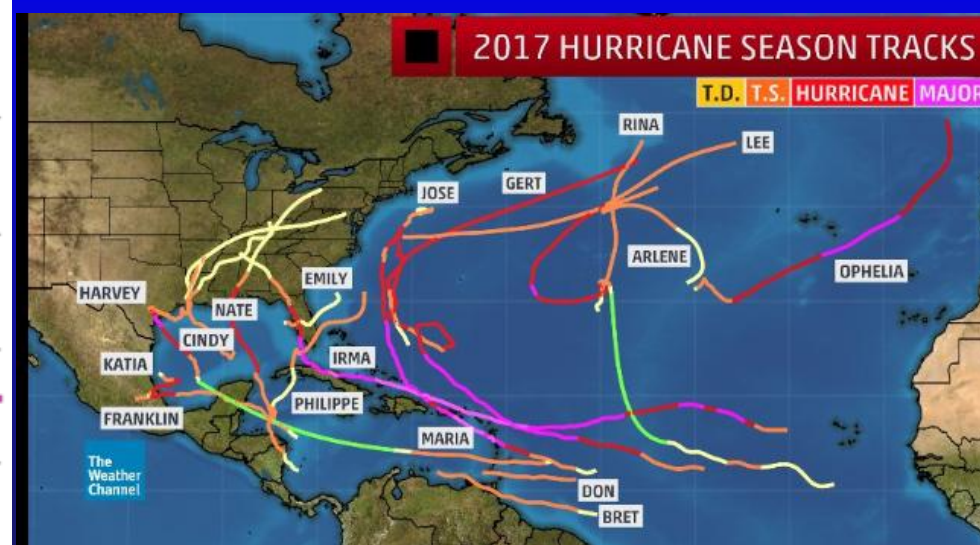 2017 HURRICANE SEASON TRACKS
T.D. T.S. HURRICANE MAJOR
RINA
LEE
GERT
JOSE
ARLENE
OPHELIA
EMILY
HARVEY
NATE
CINDY
IRMA
KATIA
PHILIPPE
FRANKLIN
MARIA
The
Weather
Channel
DON
BRET